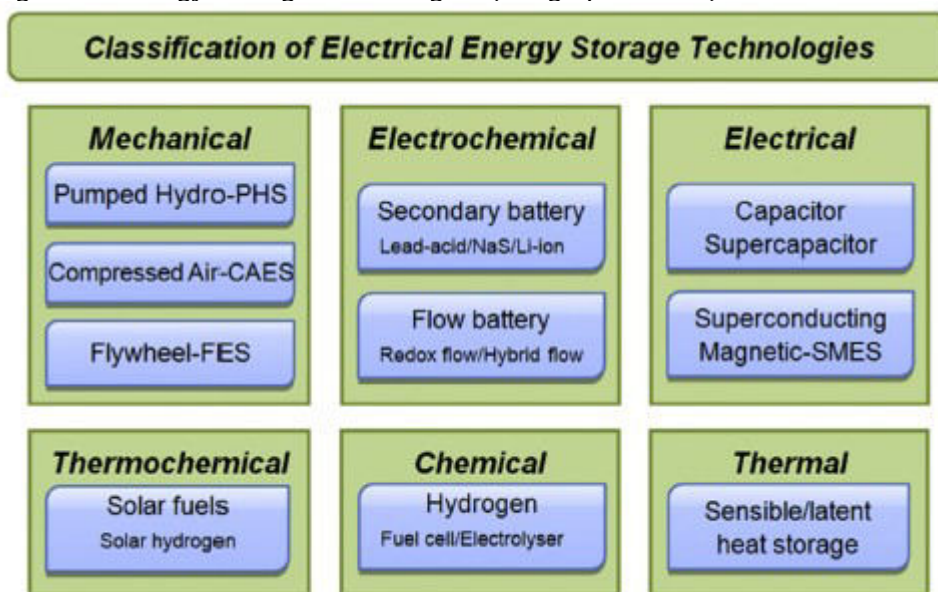 Classification of Electrical Energy Storage Technologies
Mechanical
Pumped Hydro-PHS
Compressed Air-CAES
Flywheel-FES
Electrochemical
Secondary battery
Lead-acid/NaS/Li-ion
Flow battery
Redox flow/Hybrid flow
Electrical
Capacitor
Supercapacitor
Superconducting
Magnetic-SMES
Thermochemical
Solar fuels
Solar hydrogen
Chemical
Hydrogen
Fuel cell/Electrolyser
Thermal
Sensible/latent
heat storage